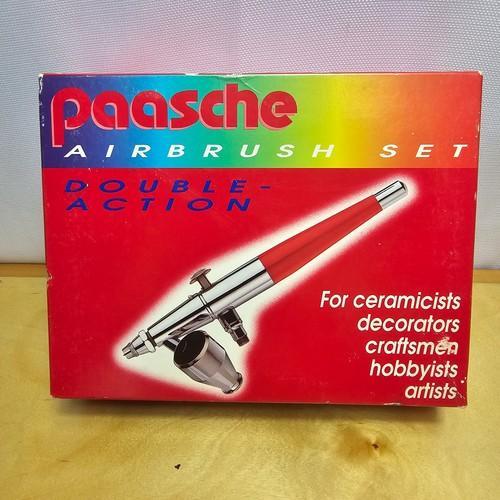 paasche
AIRBRUSH SET
DOUBLE-
ACTION
For ceramicists
decorators
craftsmen
hobbyists
artists